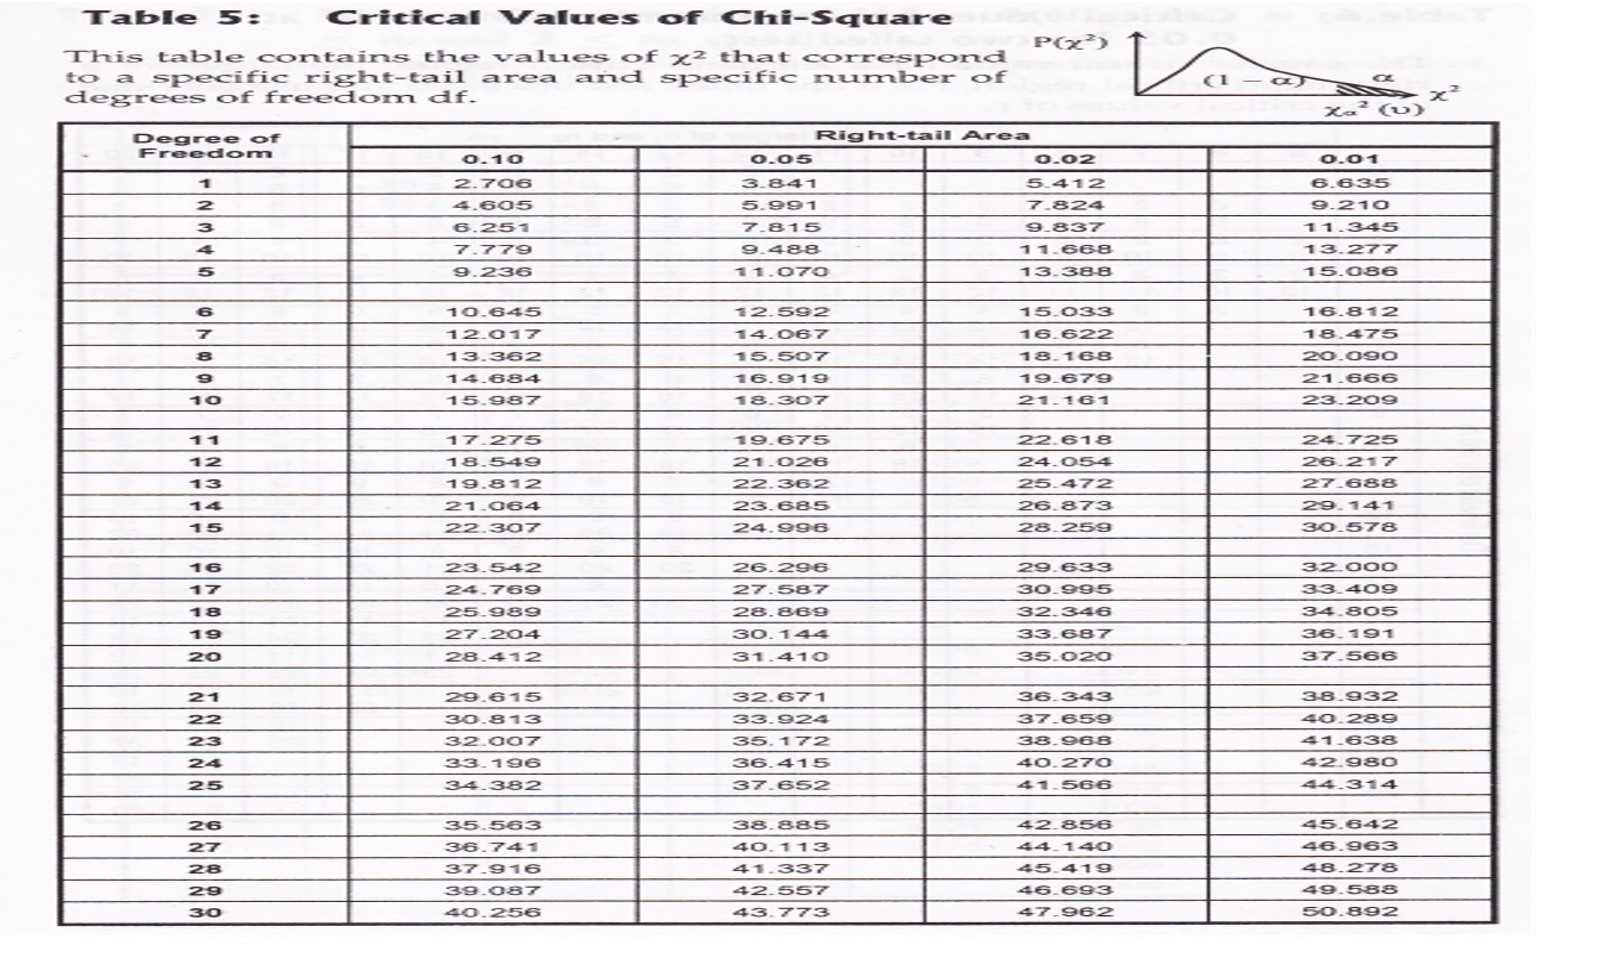 Table 5: Critical Values of Chi-Square
This table contains the values of χ² that correspond
to a specific right-tail area and specific number of
degrees of freedom df.
P(χ²)
(1 − α) α
χ²
χα² (υ)
Degree of Freedom Right-tail Area
0.10 0.05 0.02 0.01
1 2.706 3.841 5.412 6.635
2 4.605 5.991 7.824 9.210
3 6.251 7.815 9.837 11.345
4 7.779 9.488 11.668 13.277
5 9.236 11.070 13.388 15.086
6 10.645 12.592 15.033 16.812
7 12.017 14.067 16.622 18.475
8 13.362 15.507 18.168 20.090
9 14.684 16.919 19.679 21.666
10 15.987 18.307 21.161 23.209
11 17.275 19.675 22.618 24.725
12 18.549 21.026 24.054 26.217
13 19.812 22.362 25.472 27.688
14 21.064 23.685 26.873 29.141
15 22.307 24.996 28.259 30.578
16 23.542 26.296 29.633 32.000
17 24.769 27.587 30.995 33.409
18 25.989 28.869 32.346 34.805
19 27.204 30.144 33.687 36.191
20 28.412 31.410 35.020 37.566
21 29.615 32.671 36.343 38.932
22 30.813 33.924 37.659 40.289
23 32.007 35.172 38.968 41.638
24 33.196 36.415 40.270 42.980
25 34.382 37.652 41.566 44.314
26 35.563 38.885 42.856 45.642
27 36.741 40.113 44.140 46.963
28 37.916 41.337 45.419 48.278
29 39.087 42.557 46.693 49.588
30 40.256 43.773 47.962 50.892